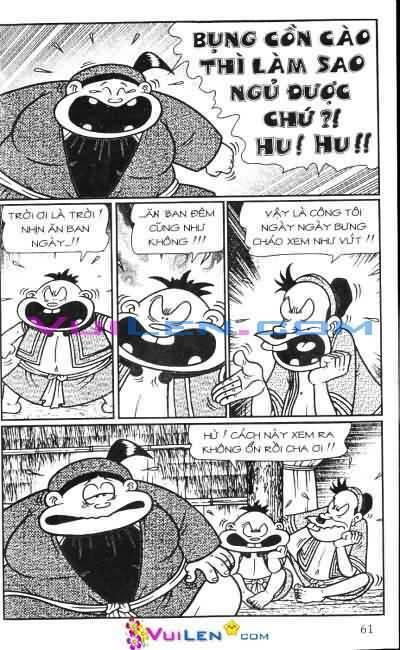 BỤNG CỒN CÀO
THÌ LÀM SAO
NGỦ ĐƯỢC
CHỨ ?!
HU! HU!!
TRỜI ƠI LÀ TRỜI!
NHỊN ĂN BAN
NGÀY...!!
...ĂN BAN ĐÊM
CŨNG NHƯ
KHÔNG !!!
VẬY LÀ CÔNG TÔI
NGÀY NGÀY BƯNG
CHÁO XEM NHƯ VỨT !
VUILEN.COM
HỪ ! CÁCH NÀY XEM RA
KHÔNG ỔN RỒI CHA ƠI !!
61
VUILEN.COM